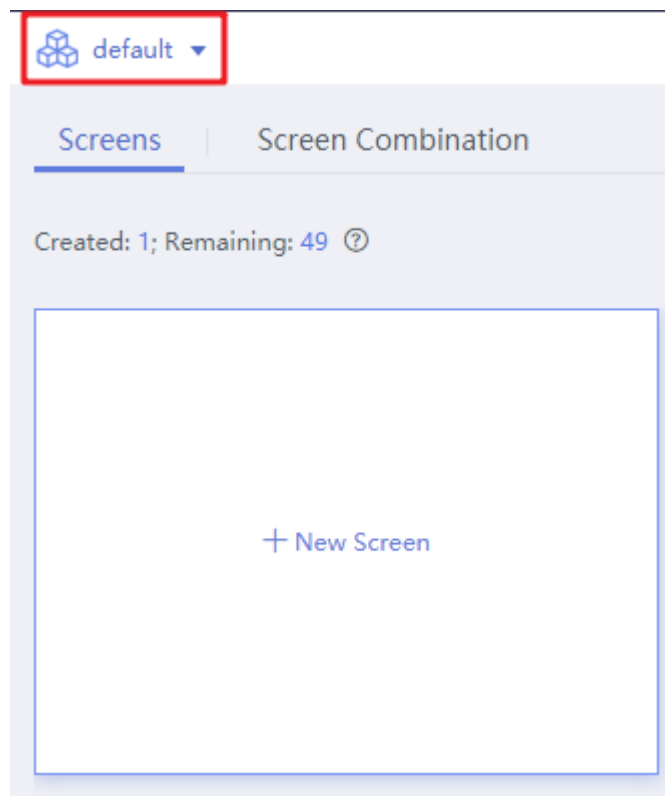 default
Screens Screen Combination
Created: 1; Remaining: 49 ?
+ New Screen